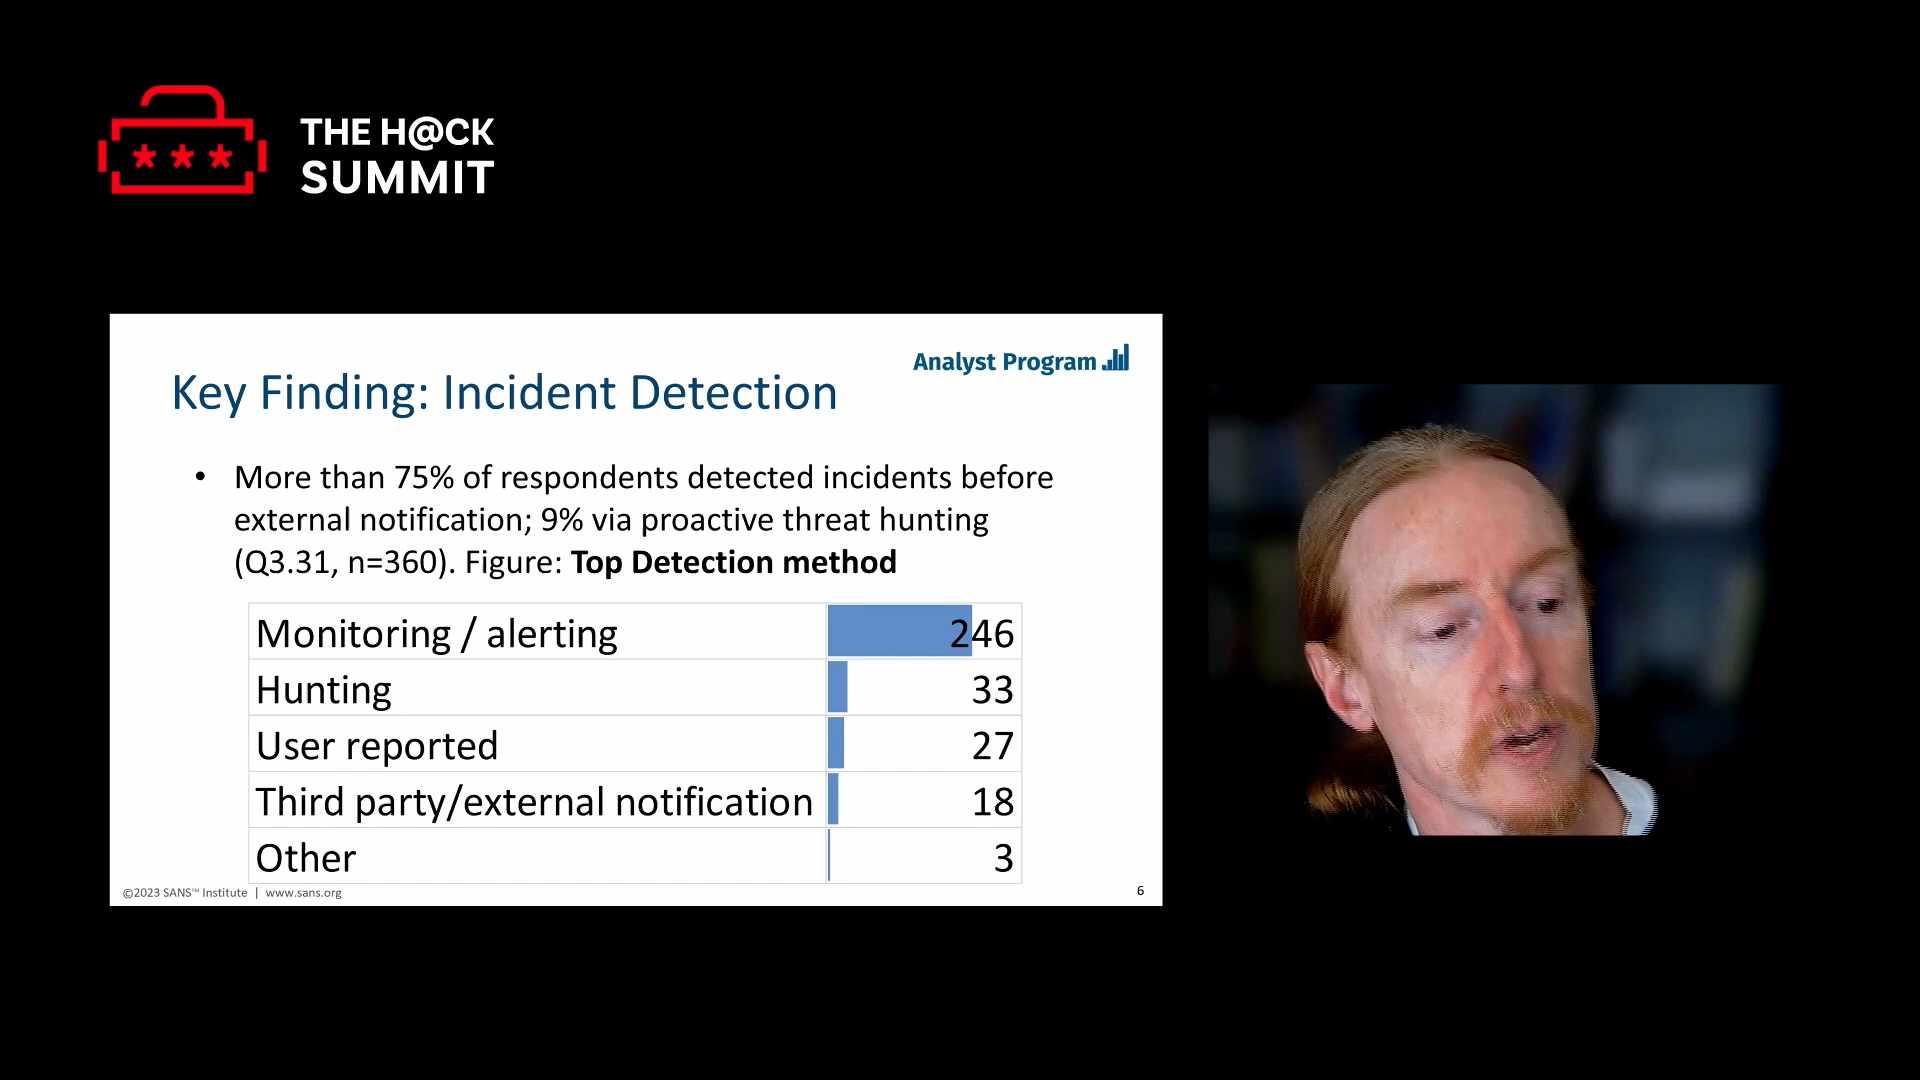 ***
THE H@CK
SUMMIT
Analyst Program
Key Finding: Incident Detection
• More than 75% of respondents detected incidents before
external notification; 9% via proactive threat hunting
(Q3.31, n=360). Figure: Top Detection method
Monitoring / alerting 246
Hunting 33
User reported 27
Third party/external notification 18
Other 3
©2023 SANS™ Institute | www.sans.org 6